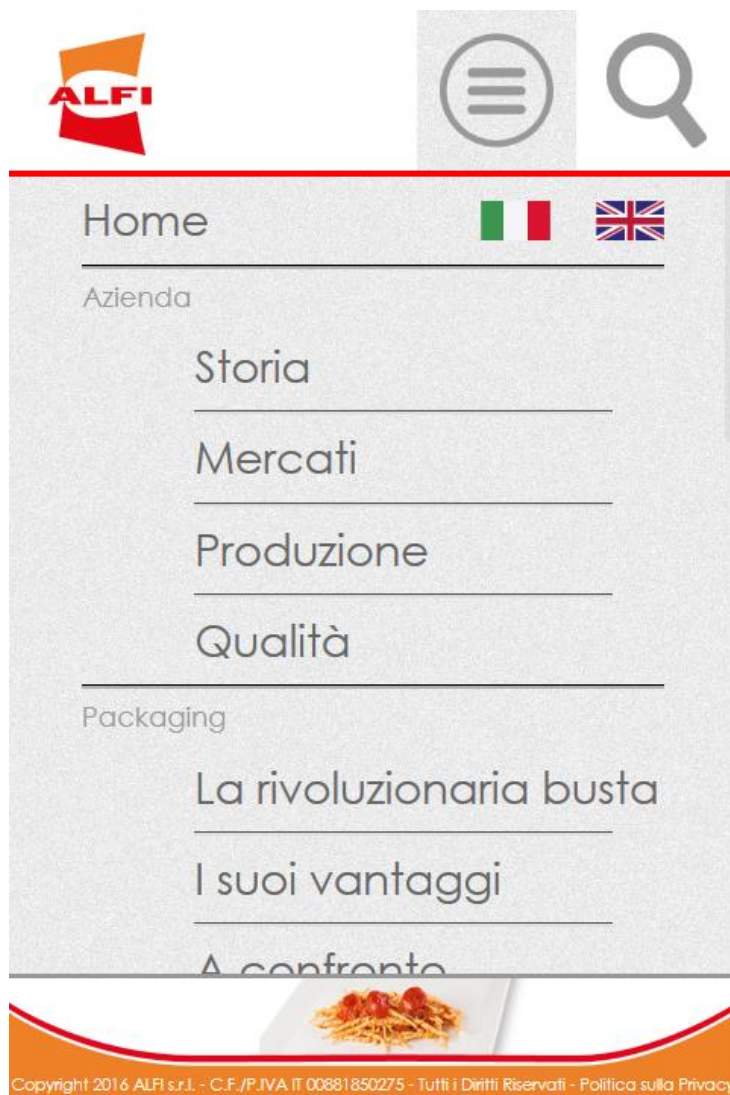 ALFI
Home
Azienda
Storia
Mercati
Produzione
Qualità
Packaging
La rivoluzionaria busta
I suoi vantaggi
A confronto
Copyright 2016 ALFI s.r.l. - C.F./P.IVA IT 00881850275 - Tutti i Diritti Riservati - Politica sulla Privacy